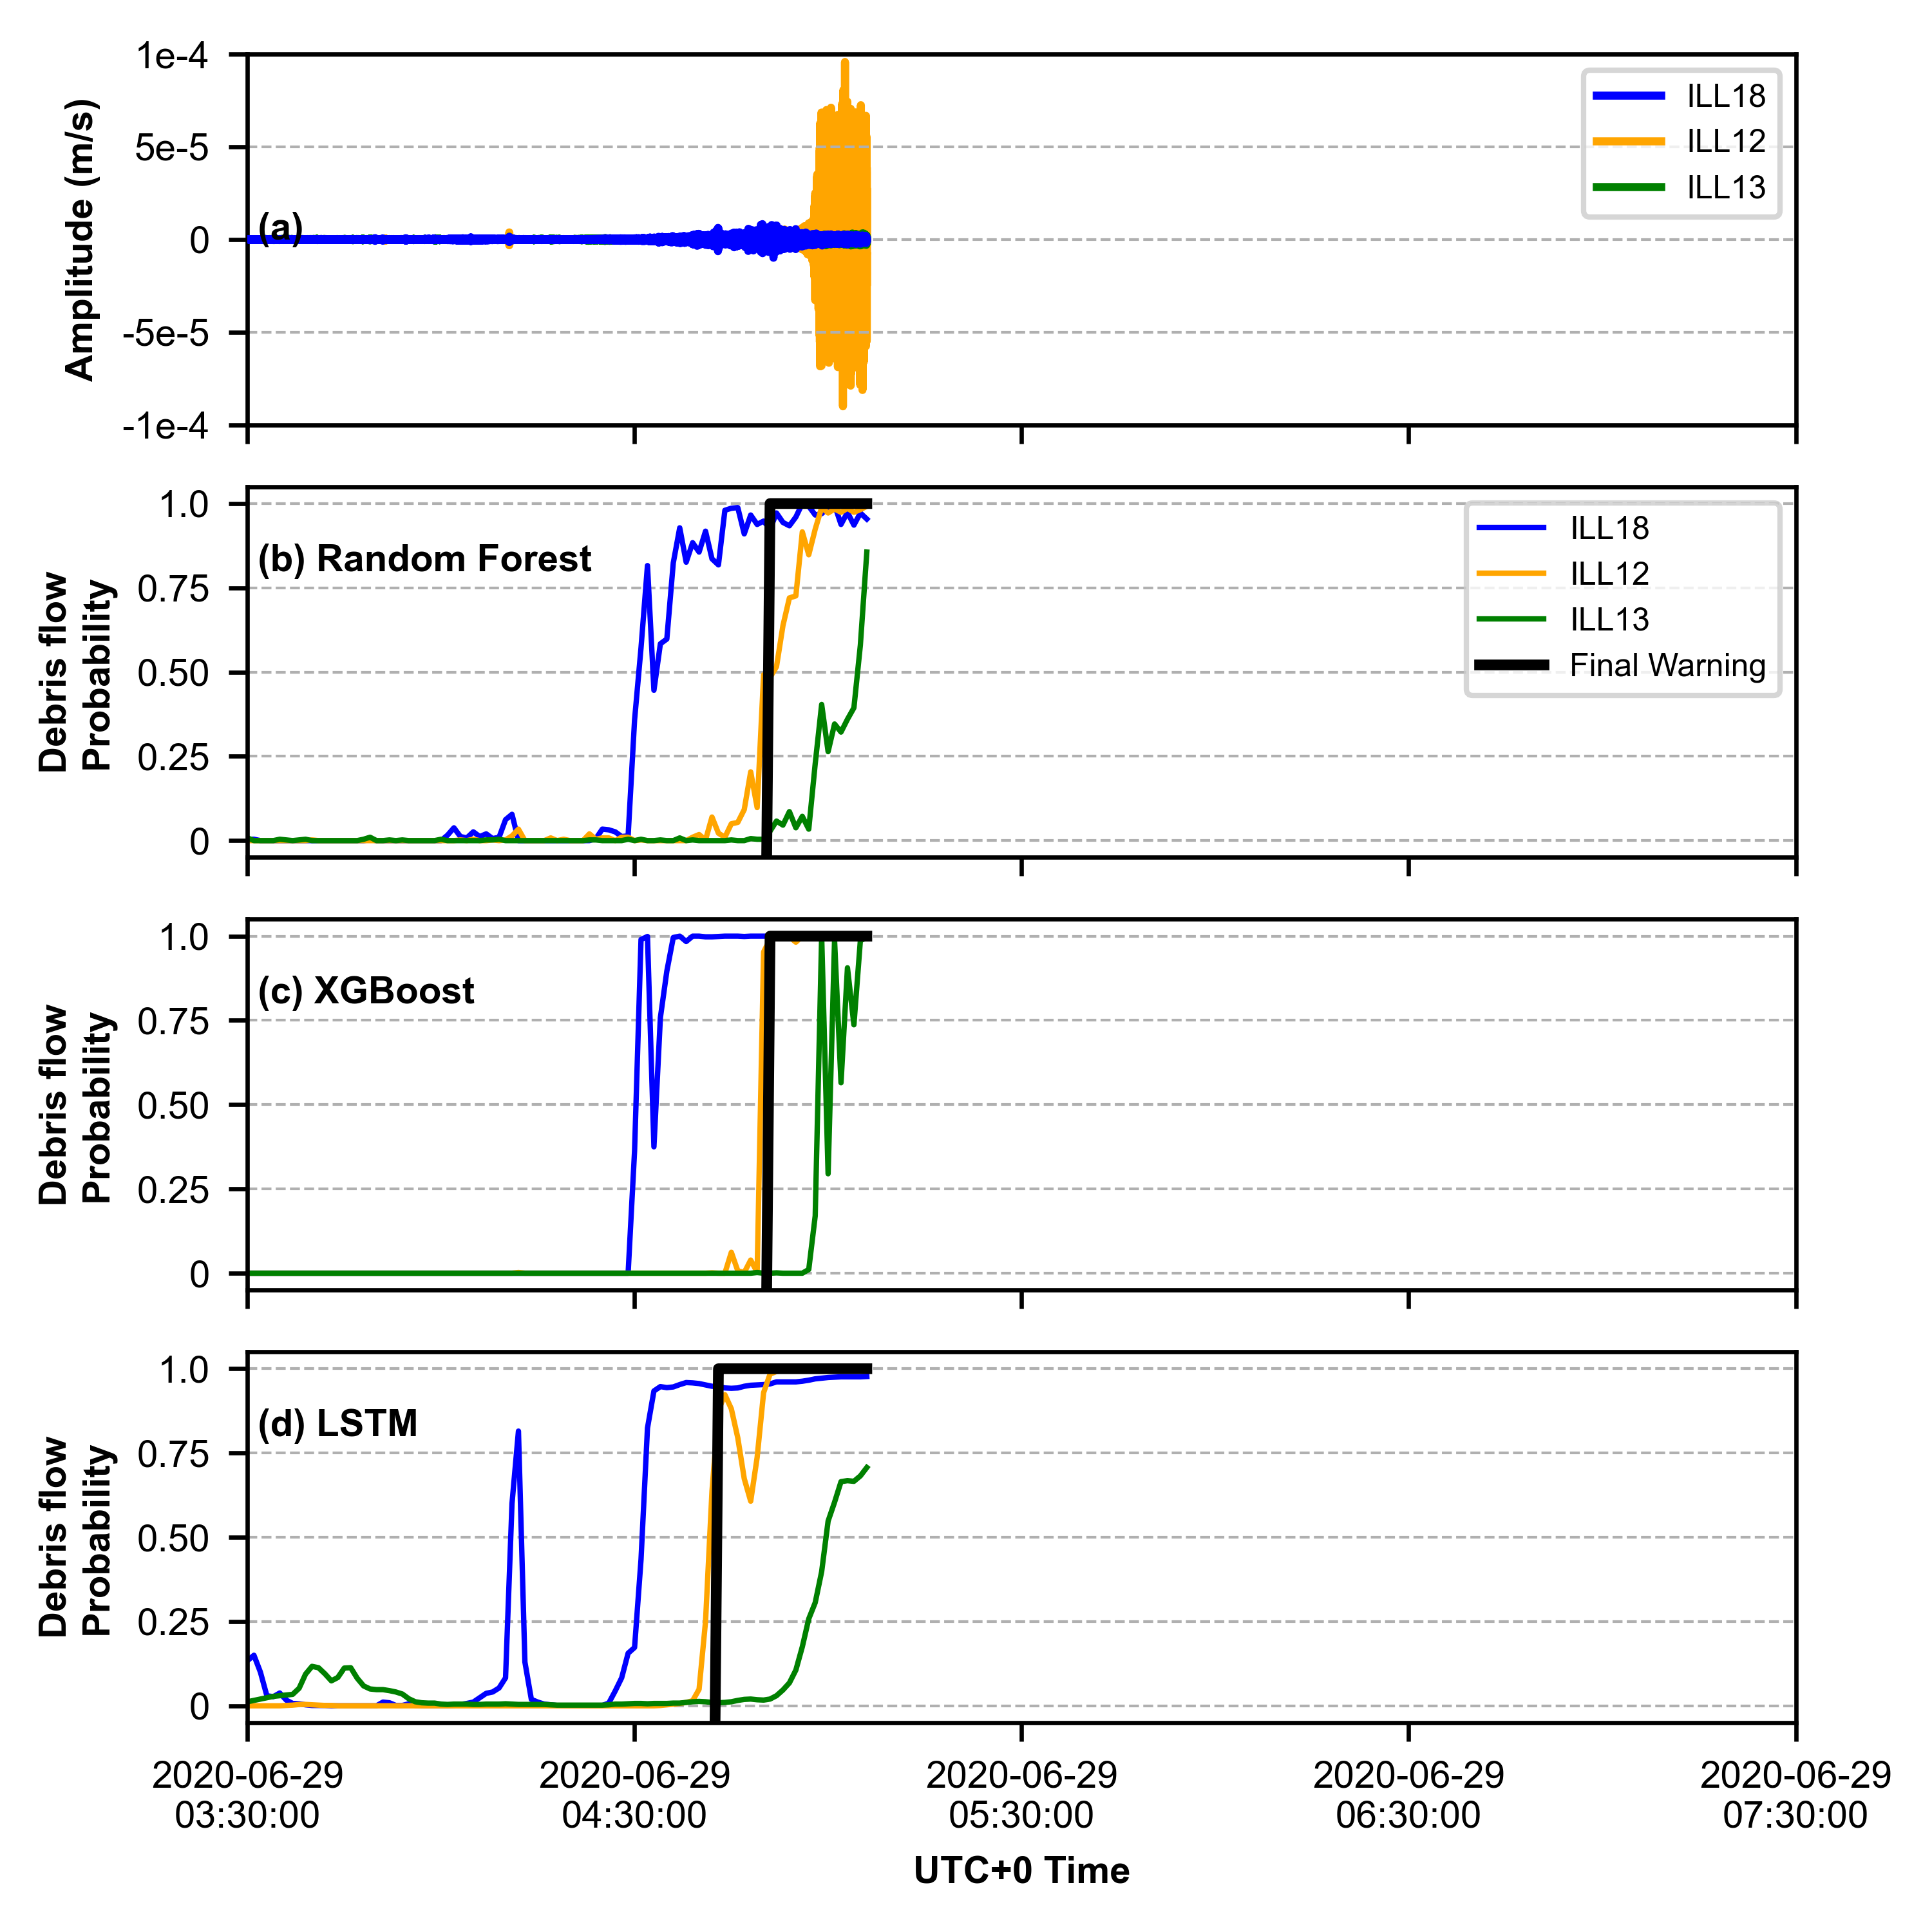 1e-4
5e-5
0
-5e-5
-1e-4
Amplitude (m/s)
(a)
ILL18
ILL12
ILL13
1.0
0.75
0.50
0.25
0
Debris flow
Probability
(b) Random Forest
ILL18
ILL12
ILL13
Final Warning
1.0
0.75
0.50
0.25
0
Debris flow
Probability
(c) XGBoost
1.0
0.75
0.50
0.25
0
Debris flow
Probability
(d) LSTM
2020-06-29 2020-06-29 2020-06-29 2020-06-29 2020-06-29
03:30:00 04:30:00 05:30:00 06:30:00 07:30:00
UTC+0 Time